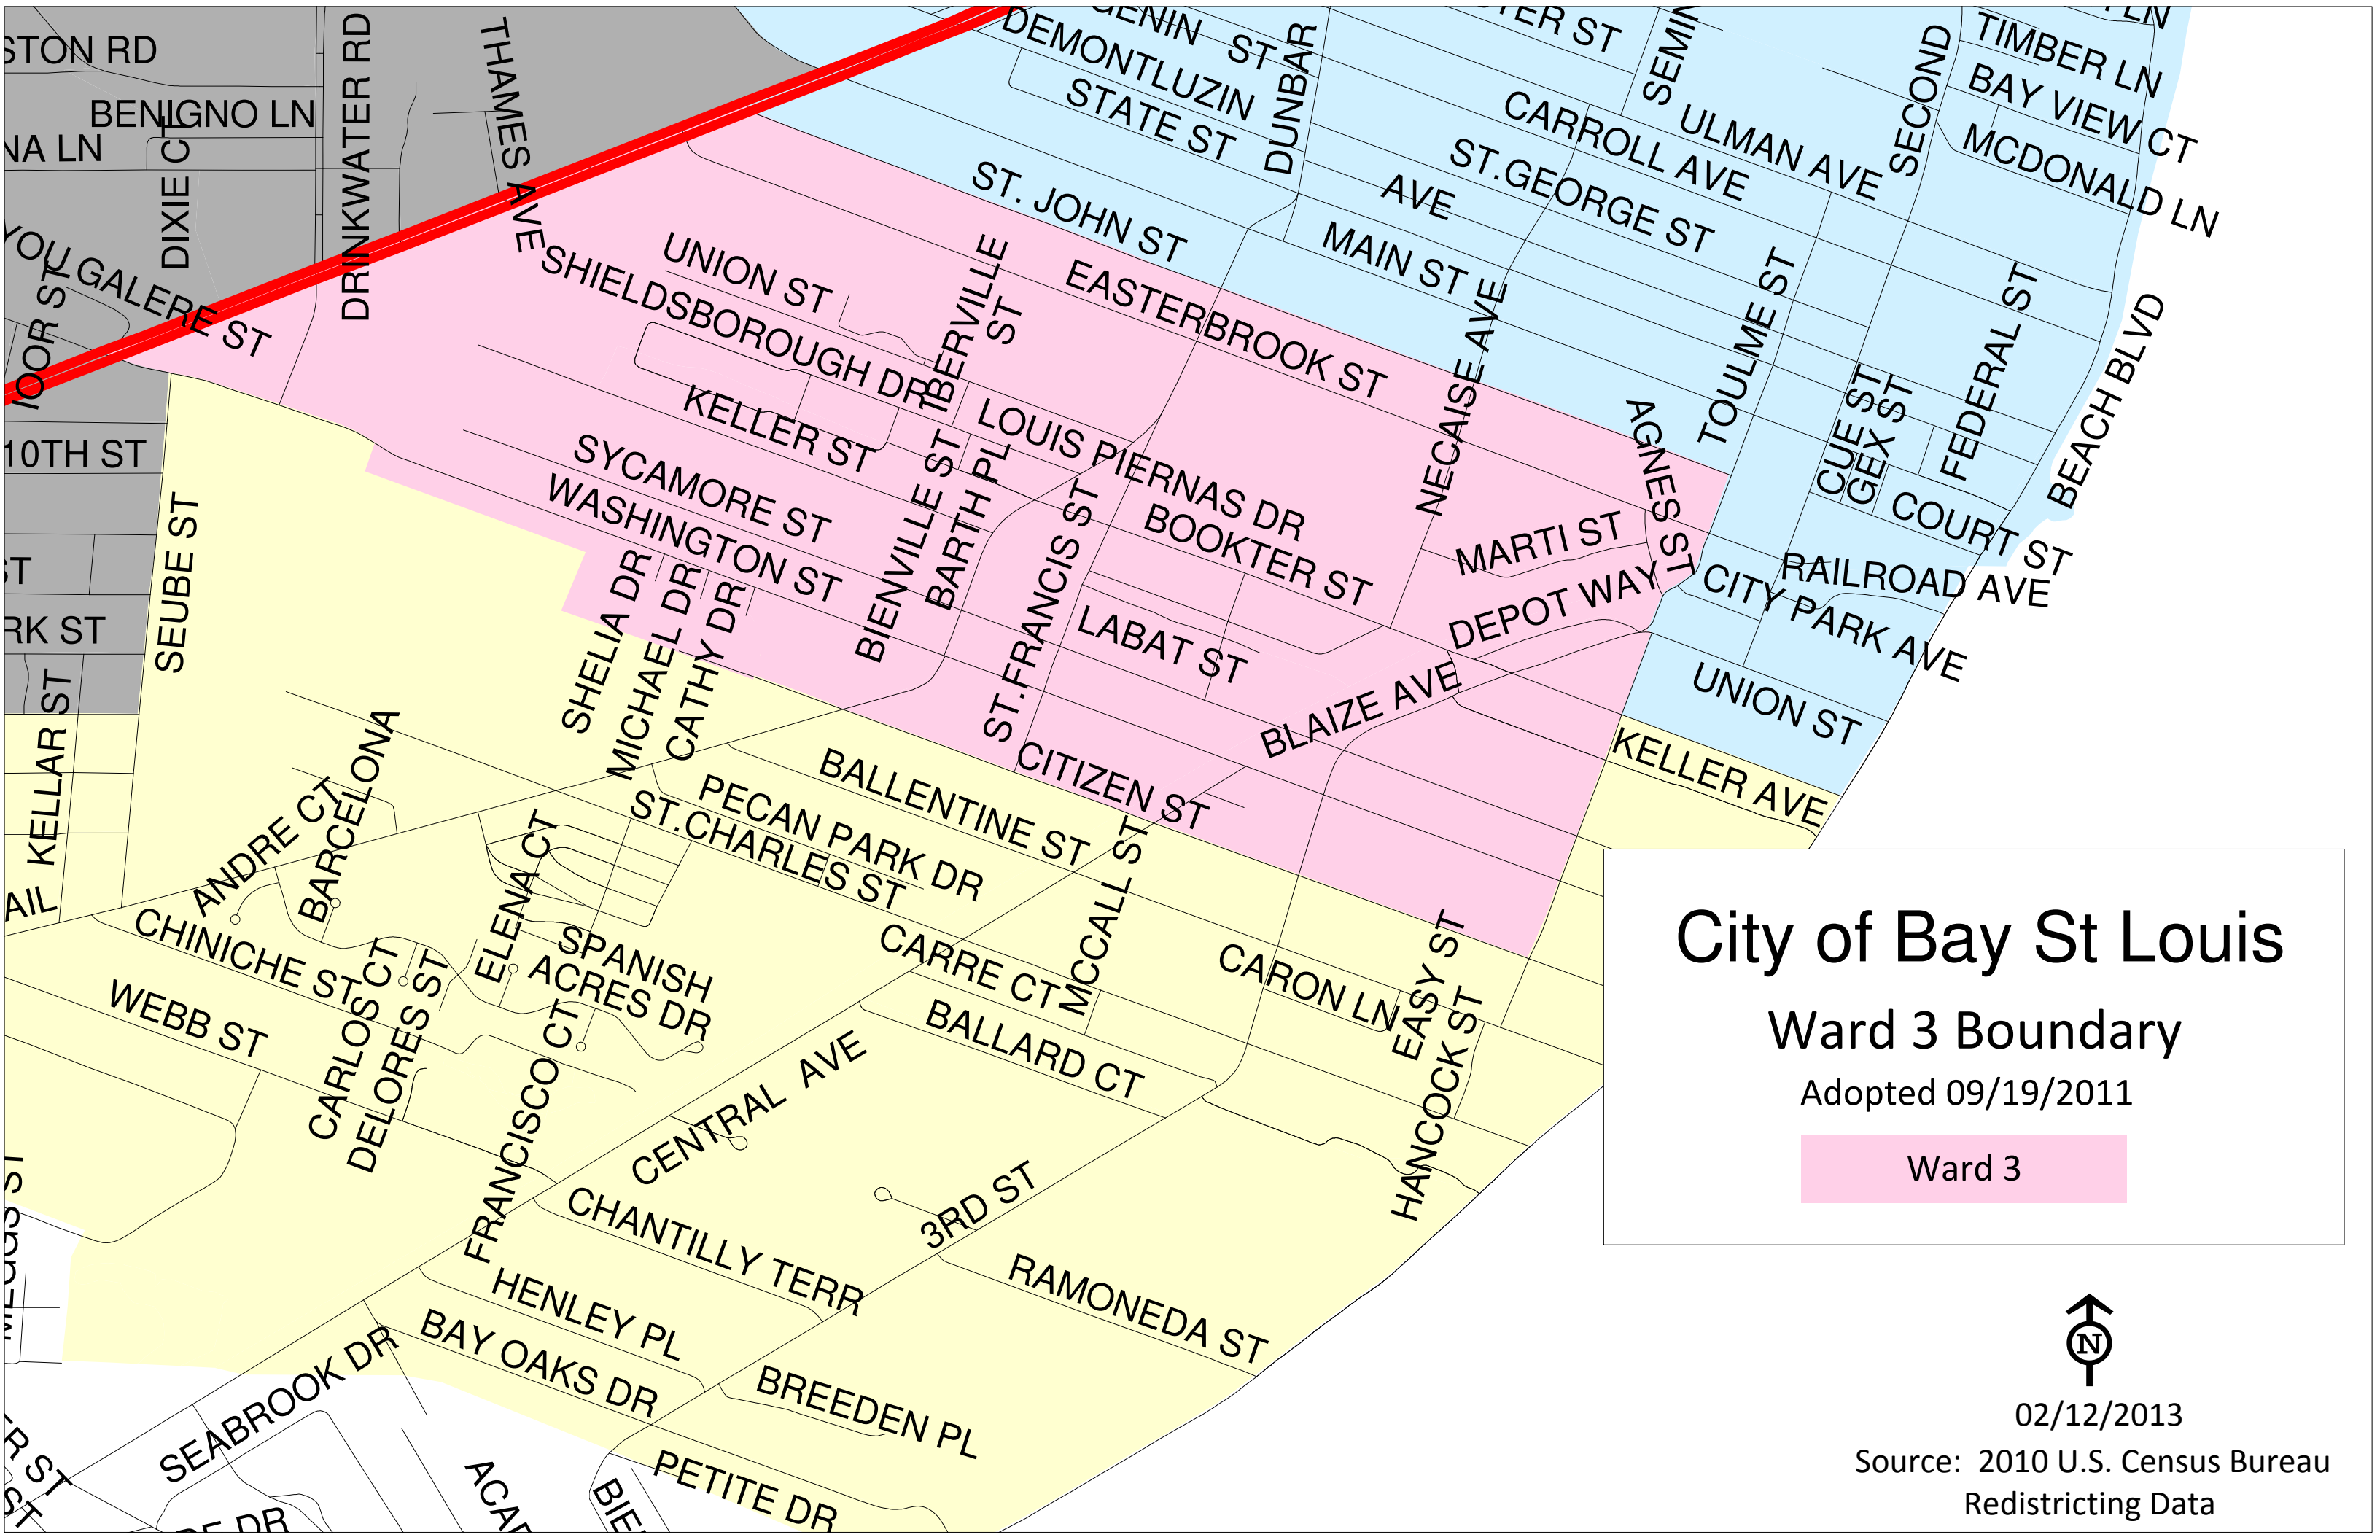 BENIGNO LN
DIXIE CT
DRINKWATER RD
THAMES AVE
DEMONTLUZIN
AVE
STATE ST
DUNBAR
CARROLL AVE
ULMAN AVE
ST.GEORGE ST
SECOND
TIMBER LN
BAY VIEW CT
MCDONALD LN
ST. JOHN ST
MAIN ST
EASTERBROOK ST
NECAISE AVE
TOULME ST
CUE ST
GEX ST
FEDERAL ST
BEACH BLVD
COURT ST
RAILROAD AVE
CITY PARK AVE
UNION ST
KELLER AVE
UNION ST
SHIELDSBOROUGH DR
IBERVILLE
ST
KELLER ST
LOUIS PIERNAS DR
SYCAMORE ST
WASHINGTON ST
BIENVILLE ST
BARTH PL
BOOKTER ST
MARTI ST
AGNES ST
DEPOT WAY
ST.FRANCIS ST
LABAT ST
BLAIZE AVE
CITIZEN ST
10TH ST
SEUBE ST
KELLAR ST
SHELIA DR
MICHAEL DR
CATHY DR
BALLENTINE ST
PECAN PARK DR
ST.CHARLES ST
ANDRE CT
BARCELONA
ELENA CT
CHINICHE ST
CARLOS CT
DELORES ST
WEBB ST
SPANISH
ACRES DR
FRANCISCO CT
CARRE CT
MCCALL ST
CARON LN
EASY ST
HANCOCK ST
BALLARD CT
CENTRAL AVE
3RD ST
CHANTILLY TERR
HENLEY PL
RAMONEDA ST
BAY OAKS DR
BREEDEN PL
SEABROOK DR
PETITE DR
City of Bay St Louis
Ward 3 Boundary
Adopted 09/19/2011
Ward 3
N
02/12/2013
Source: 2010 U.S. Census Bureau
Redistricting Data